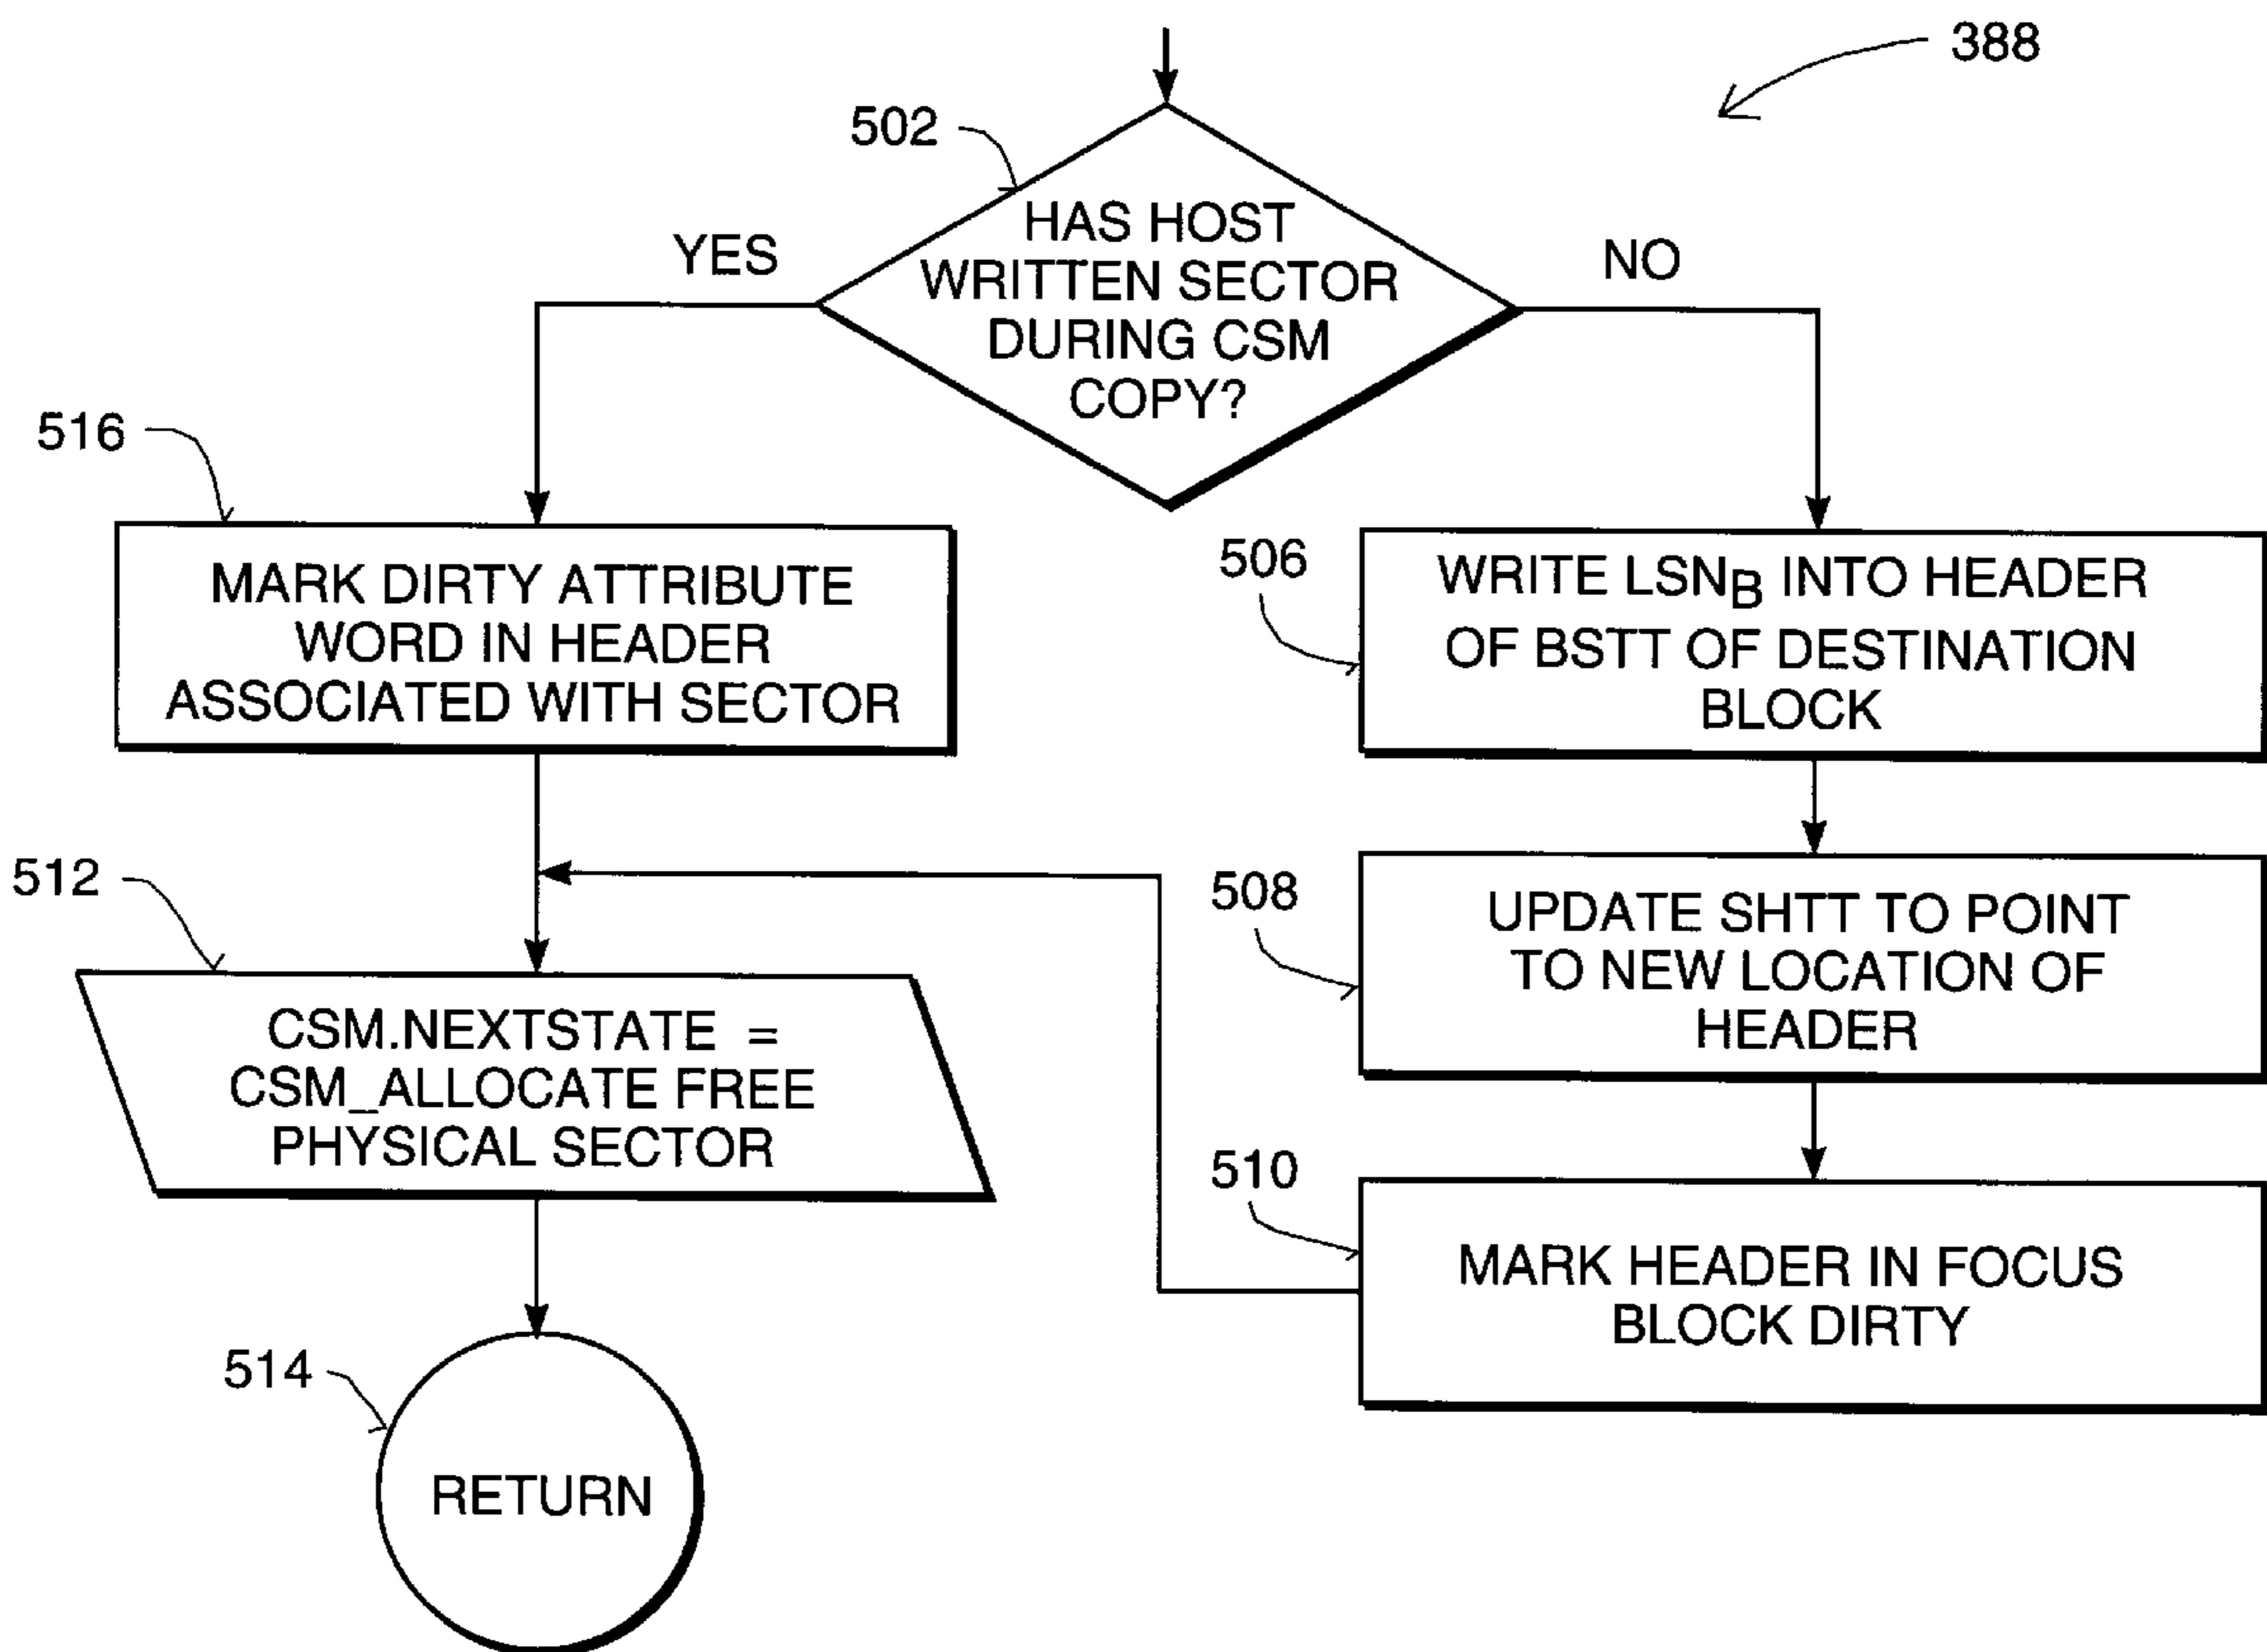 388
502
HAS HOST
WRITTEN SECTOR
DURING CSM
COPY?
YES
NO
516
MARK DIRTY ATTRIBUTE
WORD IN HEADER
ASSOCIATED WITH SECTOR
506
WRITE LSNB INTO HEADER
OF BSTT OF DESTINATION
BLOCK
512
CSM.NEXTSTATE =
CSM_ALLOCATE FREE
PHYSICAL SECTOR
508
UPDATE SHTT TO POINT
TO NEW LOCATION OF
HEADER
510
MARK HEADER IN FOCUS
BLOCK DIRTY
514
RETURN